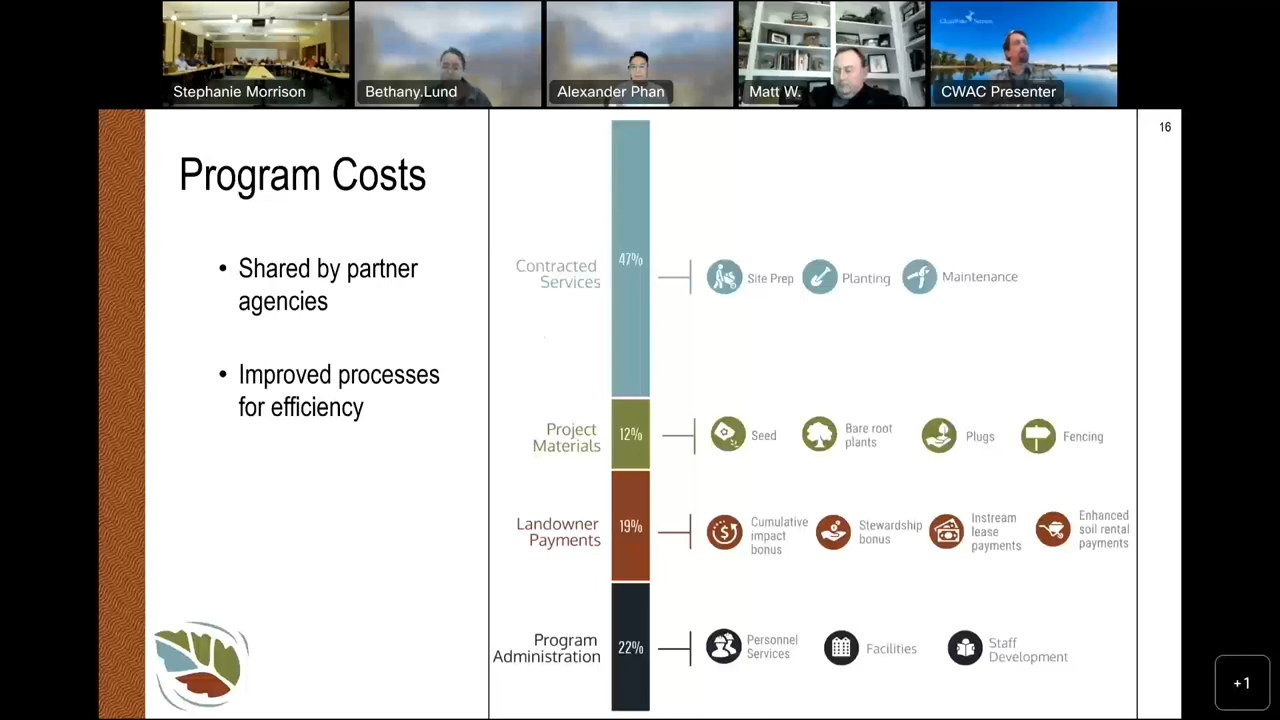 CleanWater Services
Stephanie Morrison
Bethany.Lund
Alexander Phan
Matt W.
CWAC Presenter
16
Program Costs
• Shared by partner
agencies
• Improved processes
for efficiency
Contracted
Services
47%
Site Prep
Planting
Maintenance
Project
Materials
12%
Seed
Bare root
plants
Plugs
Fencing
Landowner
Payments
19%
Cumulative
impact
bonus
Stewardship
bonus
Instream
lease
payments
Enhanced
soil rental
payments
Program
Administration
22%
Personnel
Services
Facilities
Staff
Development
+1